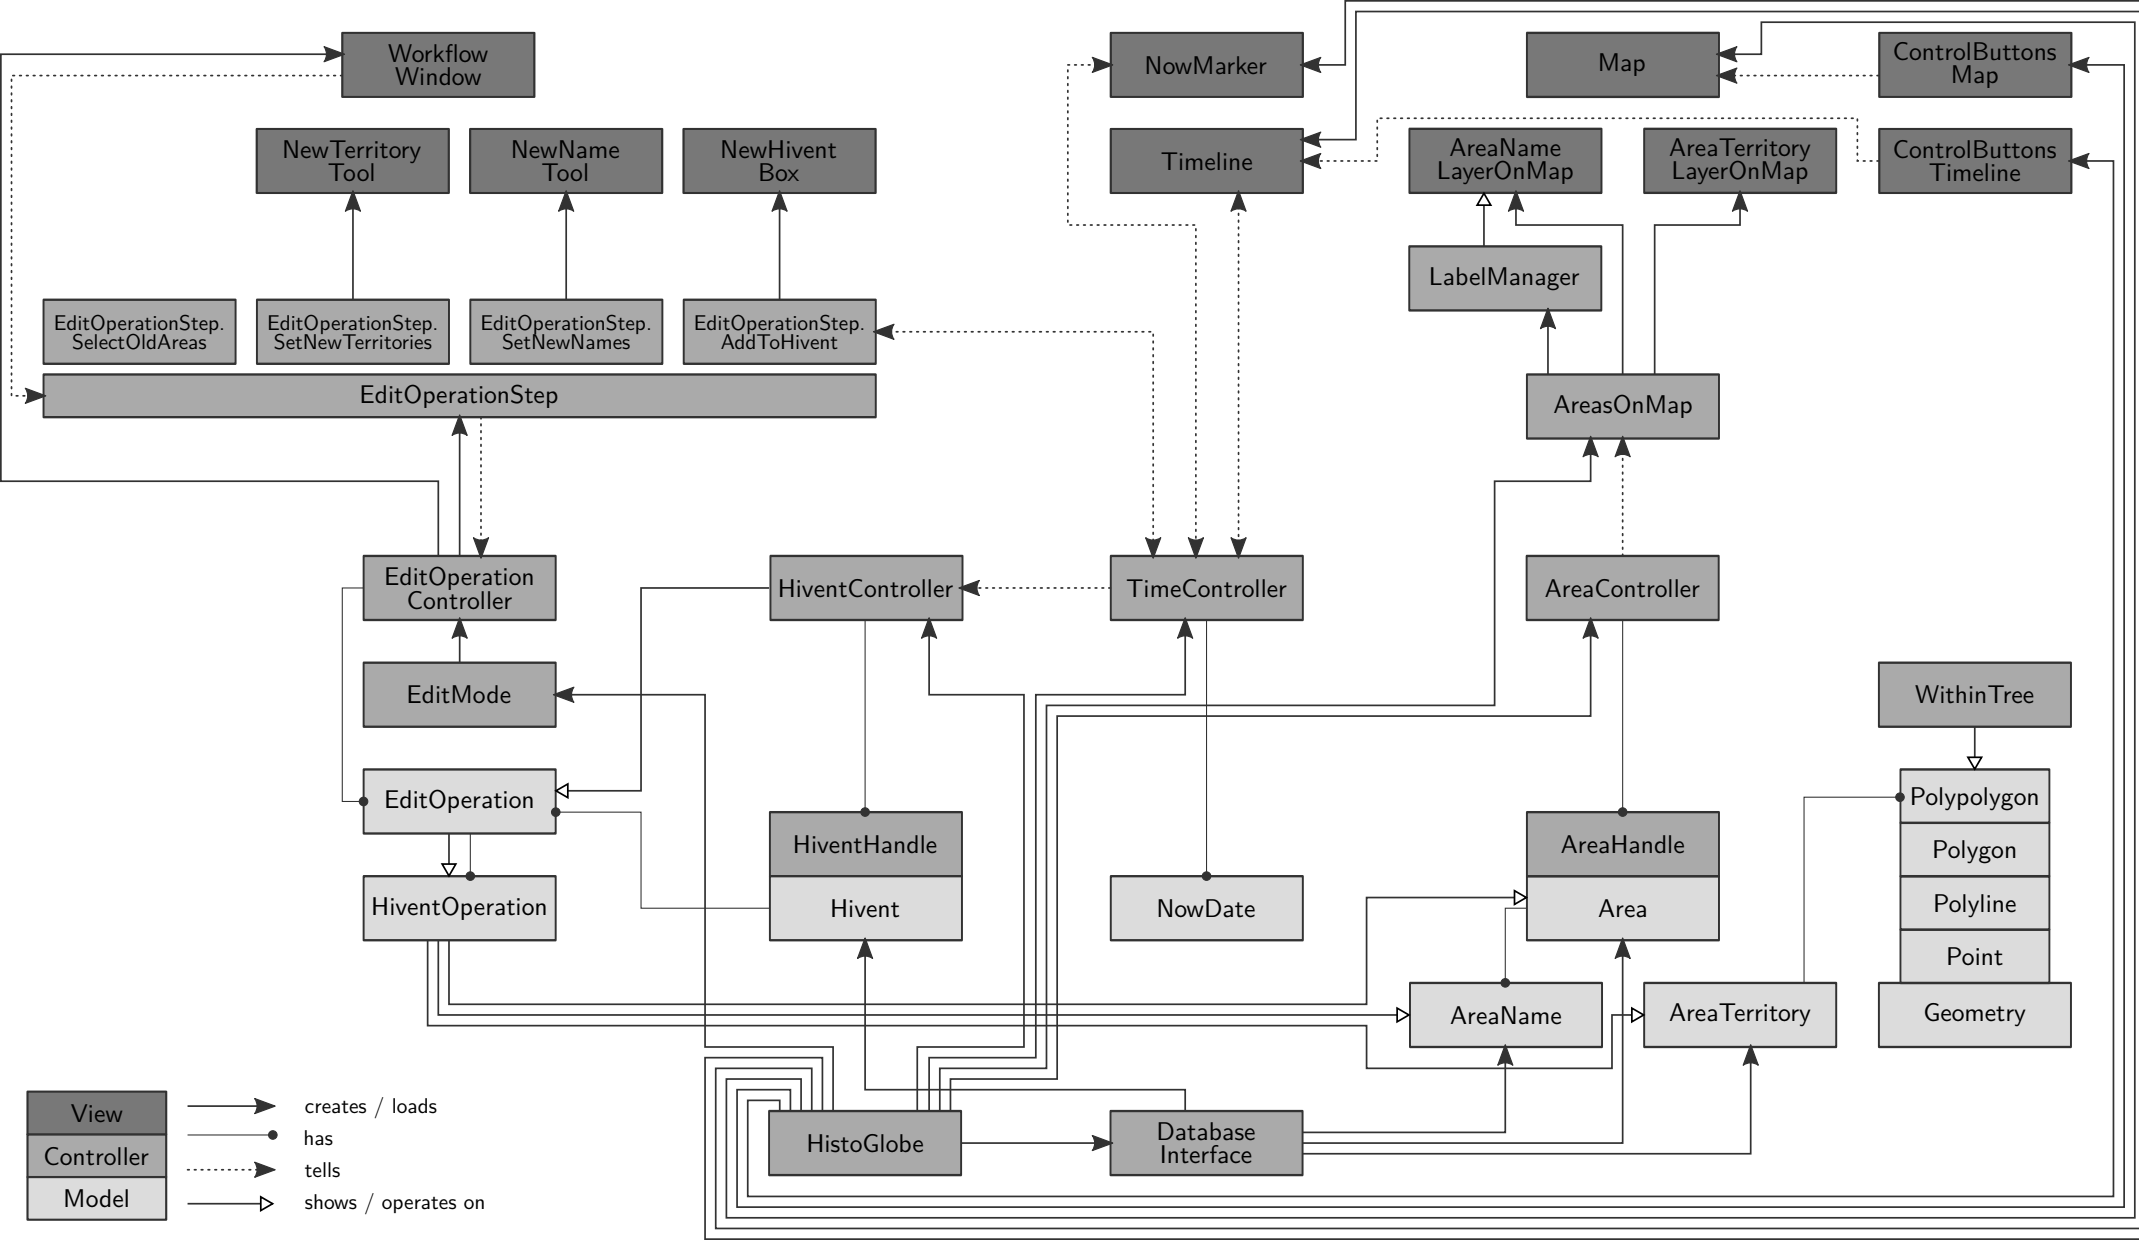 Workflow
Window
NowMarker
Map
ControlButtons
Map
NewTerritory
Tool
NewName
Tool
NewHivent
Box
Timeline
AreaName
LayerOnMap
AreaTerritory
LayerOnMap
ControlButtons
Timeline
LabelManager
EditOperationStep.
SelectOldAreas
EditOperationStep.
SetNewTerritories
EditOperationStep.
SetNewNames
EditOperationStep.
AddToHivent
EditOperationStep
AreasOnMap
EditOperation
Controller
HiventController
TimeController
AreaController
EditMode
WithinTree
EditOperation
Polypolygon
HiventHandle
AreaHandle
Polygon
HiventOperation
Hivent
NowDate
Area
Polyline
Point
AreaName
AreaTerritory
Geometry
HistoGlobe
Database
Interface
View
Controller
Model
creates / loads
has
tells
shows / operates on